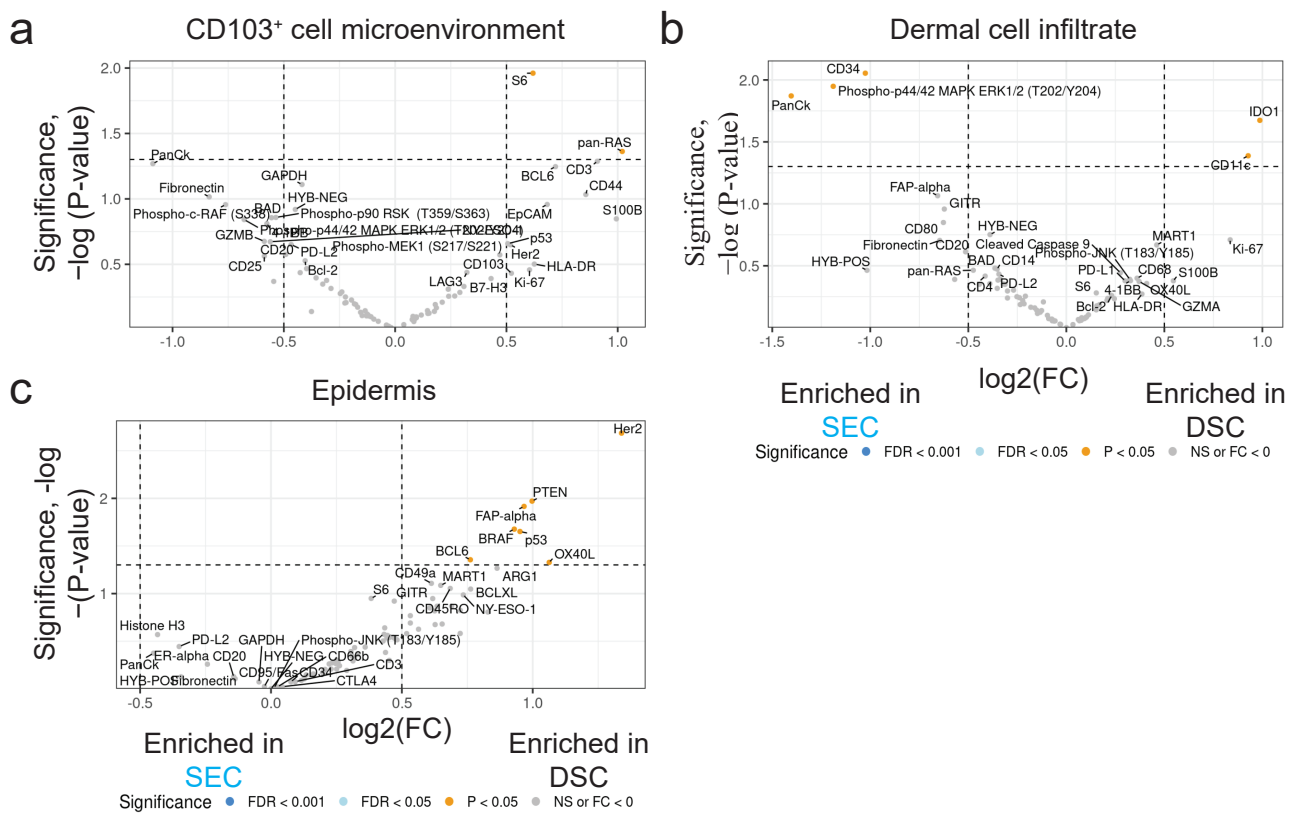 a
CD103+ cell microenvironment
Significance,
−log (P-value)
2.0
1.5
1.0
0.5
-1.0
-0.5
0.0
0.5
1.0
S6
pan-RAS
PanCk
GAPDH
BCL6
CD3
CD44
Fibronectin
HYB-NEG
BAD
Phospho-c-RAF (S338)
Phospho-p90 RSK (T359/S363)
EpCAM
S100B
Phospho-p44/42 MAPK ERK1/2 (T202/Y204)
NY-ESO-1
GZMB
4-1BB
CD20
PD-L2
Phospho-MEK1 (S217/S221)
p53
Her2
CD25
Bcl-2
CD103
HLA-DR
LAG3
B7-H3
Ki-67
b
Dermal cell infiltrate
Significance,
−log (P-value)
2.0
1.5
1.0
0.5
-1.5
-1.0
-0.5
0.0
0.5
1.0
CD34
Phospho-p44/42 MAPK ERK1/2 (T202/Y204)
PanCk
IDO1
CD11c
FAP-alpha
GITR
CD80
HYB-NEG
MART1
Fibronectin
CD20
Cleaved Caspase 9
Ki-67
Phospho-JNK (T183/Y185)
HYB-POS
BAD
CD14
pan-RAS
PD-L1
CD68
S100B
CD4
PD-L2
S6
4-1BB
OX40L
Bcl-2
HLA-DR
GZMA
log2(FC)
Enriched in
SEC
Enriched in
DSC
Significance
FDR < 0.001
FDR < 0.05
P < 0.05
NS or FC < 0
c
Epidermis
Significance, -log
−(P-value)
2
1
-0.5
0.0
0.5
1.0
Her2
PTEN
FAP-alpha
BRAF
p53
BCL6
OX40L
CD49a
MART1
ARG1
S6
GITR
BCLXL
CD45RO
NY-ESO-1
Histone H3
PD-L2
GAPDH
Phospho-JNK (T183/Y185)
ER-alpha
CD20
HYB-NEG
CD66b
PanCk
CD3
CD95/Fas
CD34
HYB-POS
Fibronectin
CTLA4
log2(FC)
Enriched in
SEC
Enriched in
DSC
Significance
FDR < 0.001
FDR < 0.05
P < 0.05
NS or FC < 0